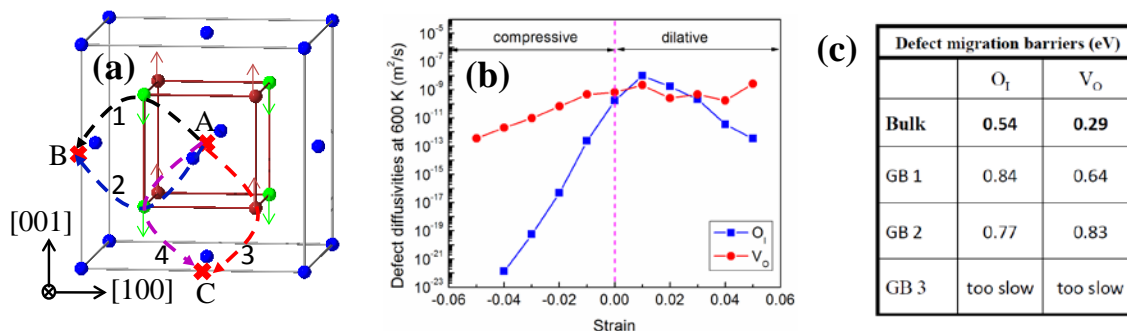 (a)
1
A
B
2
4
3
C
[001]
[100]
(b)
compressive
dilative
Defect diffusivities at 600 K (m²/s)
10⁻⁵
10⁻⁷
10⁻⁹
10⁻¹¹
10⁻¹³
10⁻¹⁵
10⁻¹⁷
10⁻¹⁹
10⁻²¹
10⁻²³
O_I
V_O
-0.06 -0.04 -0.02 0.00 0.02 0.04 0.06
Strain
(c)
Defect migration barriers (eV)
O_I V_O
Bulk 0.54 0.29
GB 1 0.84 0.64
GB 2 0.77 0.83
GB 3 too slow too slow